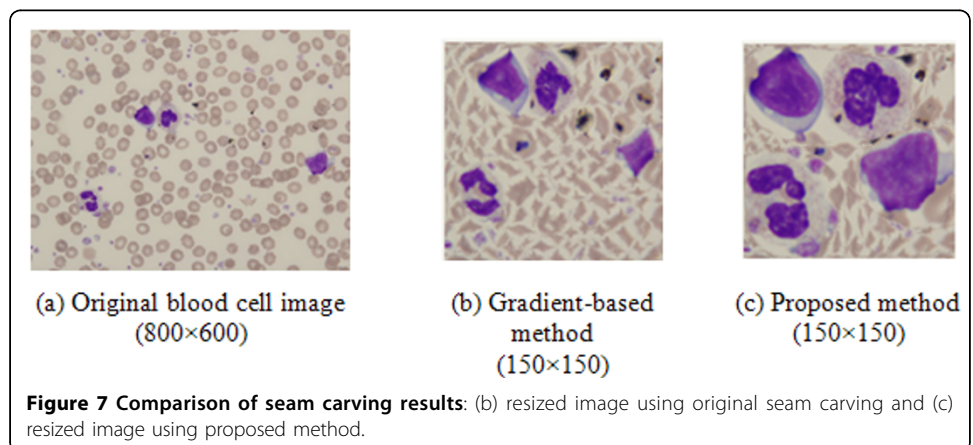 (a) Original blood cell image
(800×600)
(b) Gradient-based
method
(150×150)
(c) Proposed method
(150×150)
Figure 7 Comparison of seam carving results: (b) resized image using original seam carving and (c)
resized image using proposed method.